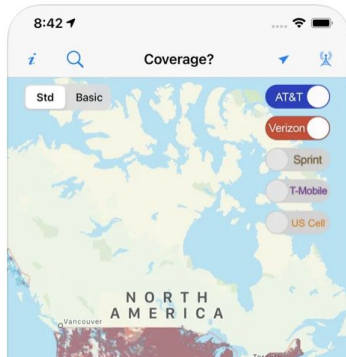 8:42
i
Coverage?
Std Basic
AT&T
Verizon
Sprint
T-Mobile
US Cell
NORTH
AMERICA
Vancouver